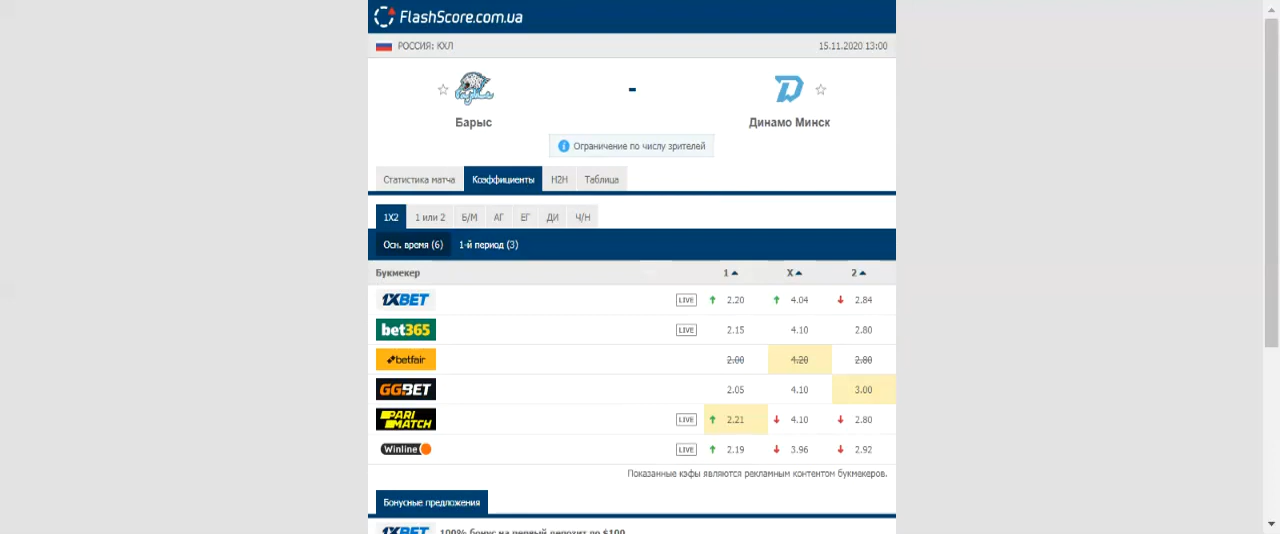 FlashScore.com.ua
РОССИЯ: КХЛ 15.11.2020 13:00
-
Барыс Динамо Минск
Ограничение по числу зрителей
Статистика матча Коэффициенты H2H Таблица
1X2 1 или 2 Б/М АГ ЕГ ДИ Ч/Н
Осн. время (6) 1-й период (3)
Букмекер 1 X 2
1XBET LIVE 2.20 4.04 2.84
bet365 LIVE 2.15 4.10 2.80
betfair 2.00 4.20 2.80
GG.BET 2.05 4.10 3.00
PARI MATCH LIVE 2.21 4.10 2.80
Winline LIVE 2.19 3.96 2.92
Показанные кэфы являются рекламным контентом букмекеров.
Бонусные предложения
1XBET 100% бонус на первый депозит до $100